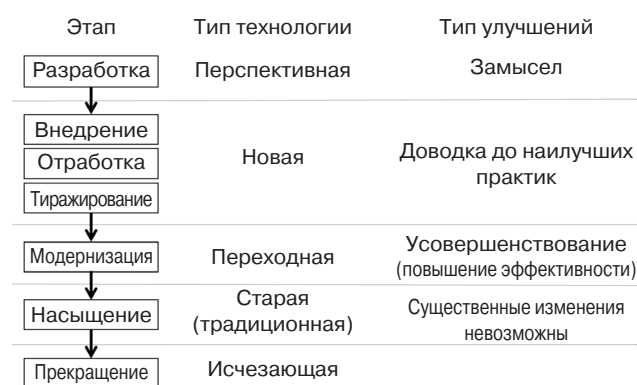 Этап Тип технологии Тип улучшений
Разработка Перспективная Замысел
Внедрение
Отработка
Тиражирование
Новая
Доводка до наилучших
практик
Модернизация Переходная Усовершенствование
(повышение эффективности)
Насыщение
Старая
(традиционная)
Существенные изменения
невозможны
Прекращение Исчезающая